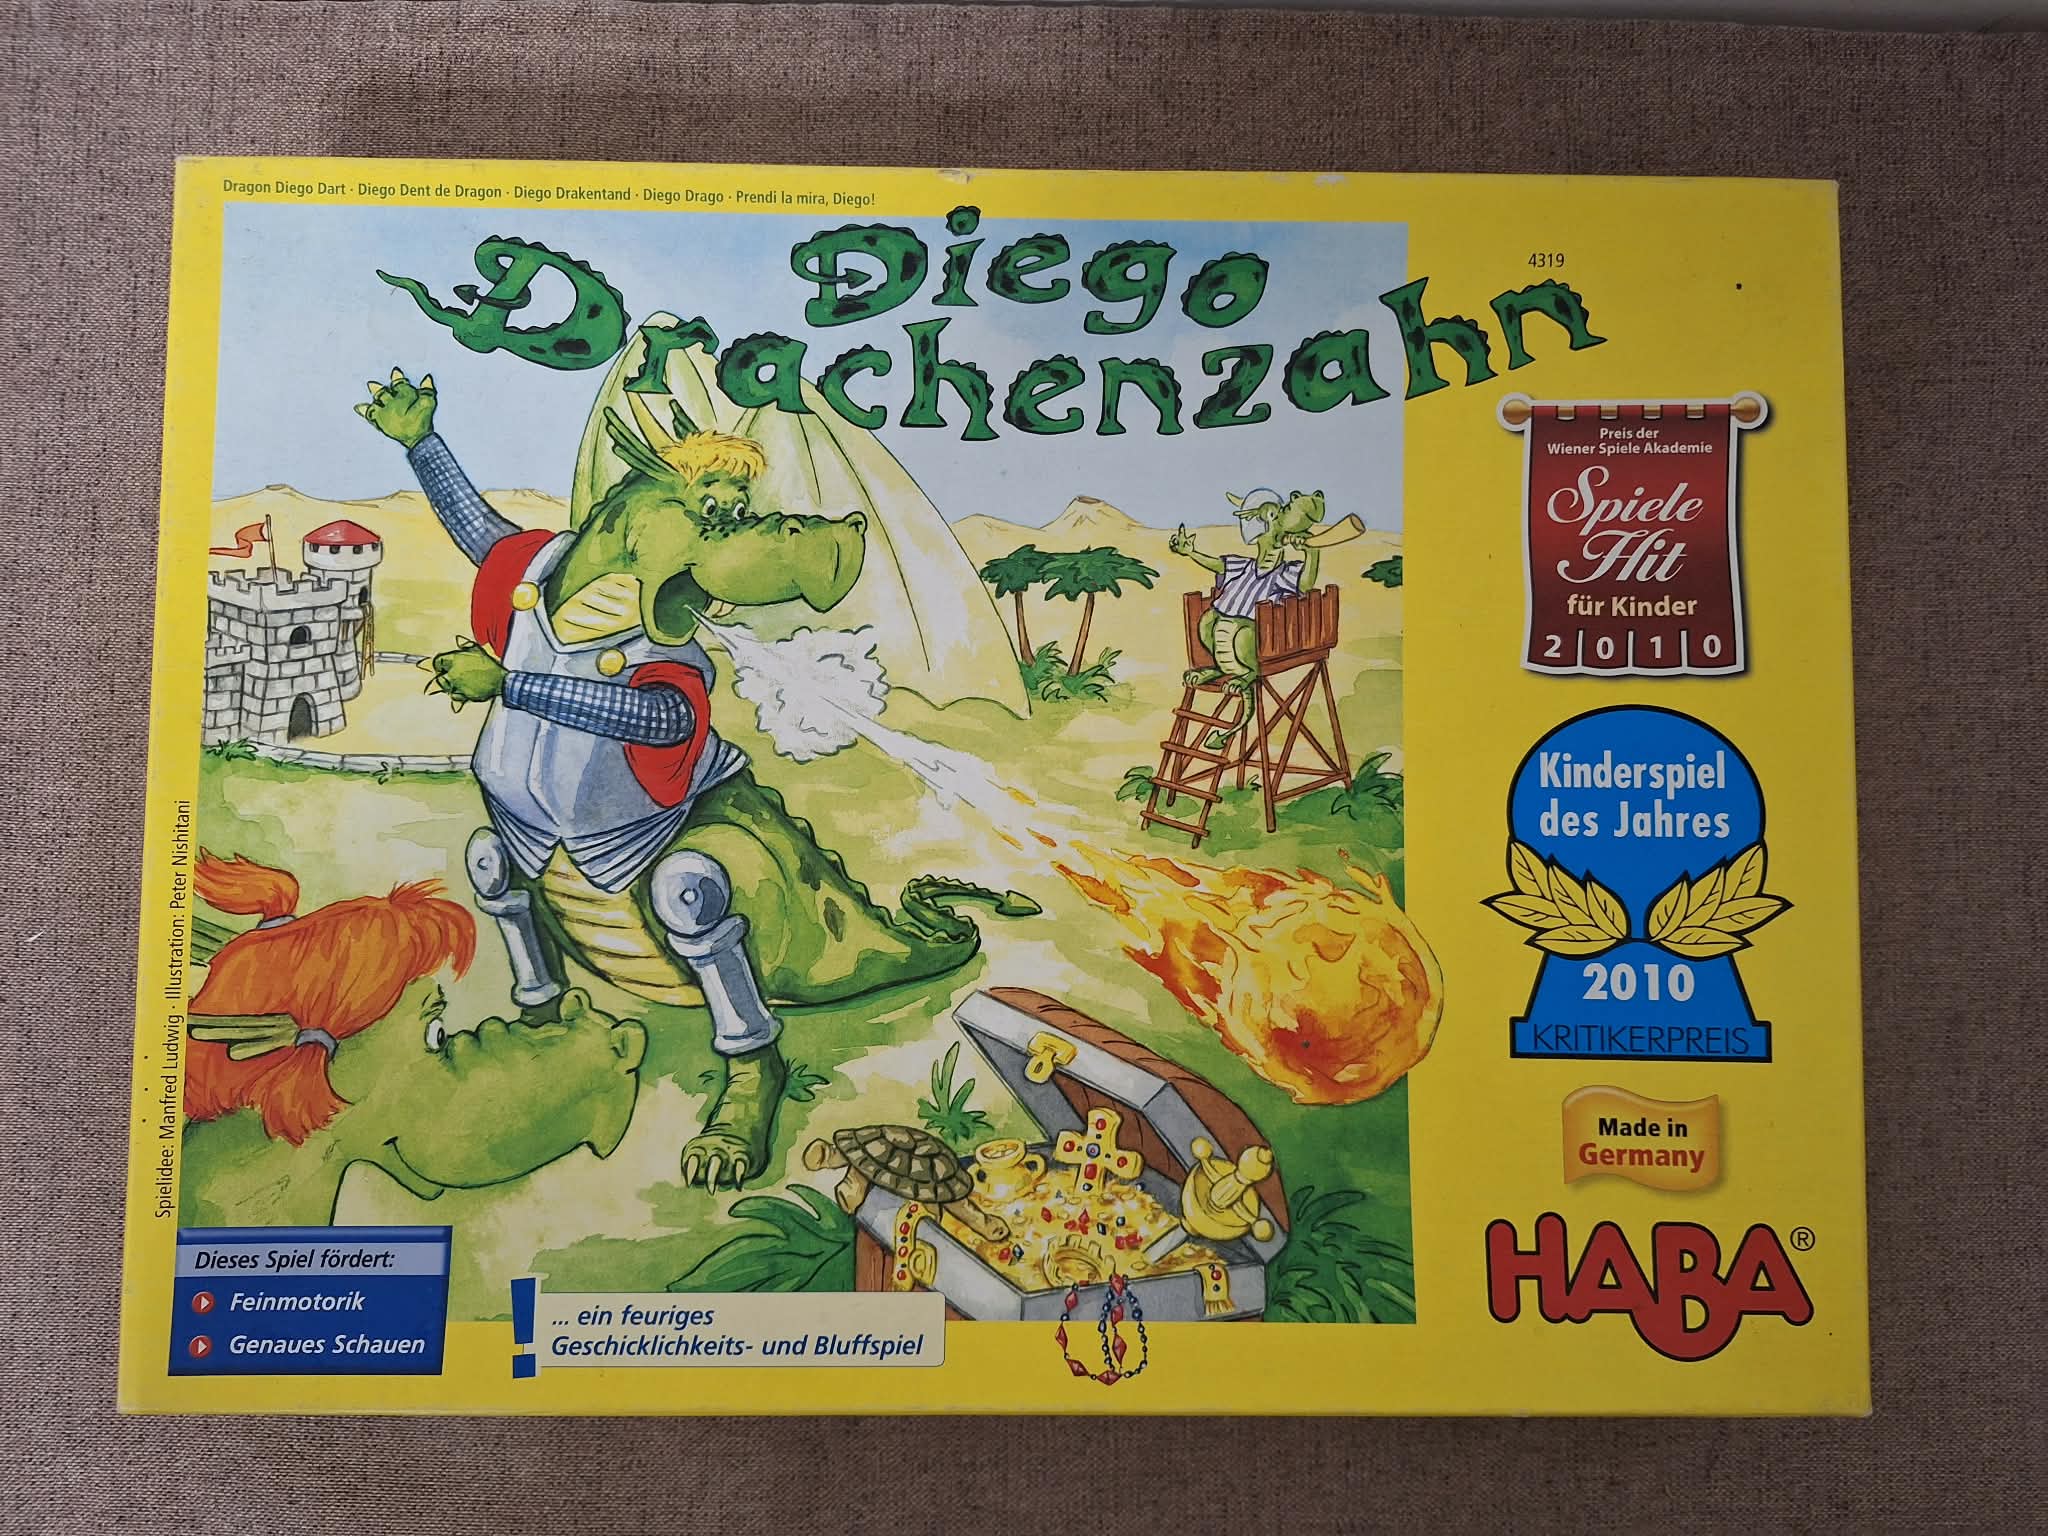 Dragon Diego Dart · Diego Dent de Dragon · Diego Drakentand · Diego Drago · Prendi la mira, Diego!
Diego
Drachenzahn
4319
Preis der
Wiener Spiele Akademie
Spiele
Hit
für Kinder
2010
Kinderspiel
des Jahres
2010
KRITIKERPREIS
Made in
Germany
HABA®
Spielidee: Manfred Ludwig · Illustration: Peter Nishitani
Dieses Spiel fördert:
Feinmotorik
Genaues Schauen
! ... ein feuriges
Geschicklichkeits- und Bluffspiel